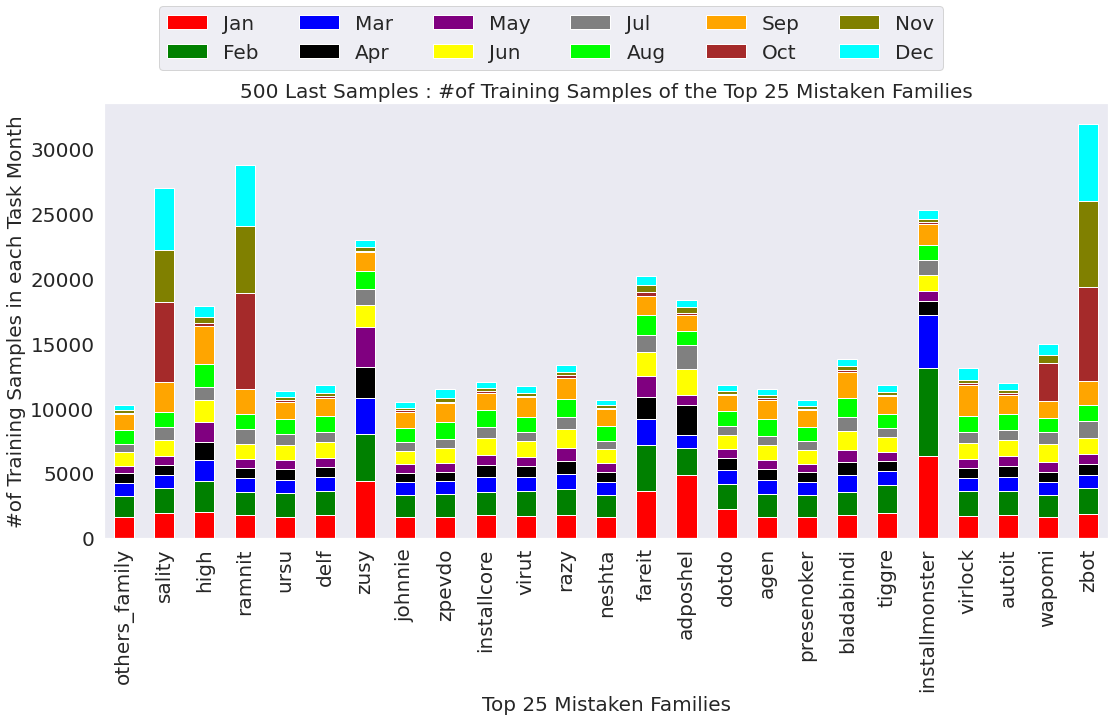 Jan Mar May Jul Sep Nov
Feb Apr Jun Aug Oct Dec
500 Last Samples : #of Training Samples of the Top 25 Mistaken Families
#of Training Samples in each Task Month
30000
25000
20000
15000
10000
5000
0
others_family
sality
high
ramnit
ursu
delf
zusy
johnnie
zpevdo
installcore
virut
razy
neshta
fareit
adposhel
dotdo
agen
presenoker
bladabindi
tiggre
installmonster
virlock
autoit
wapomi
zbot
Top 25 Mistaken Families